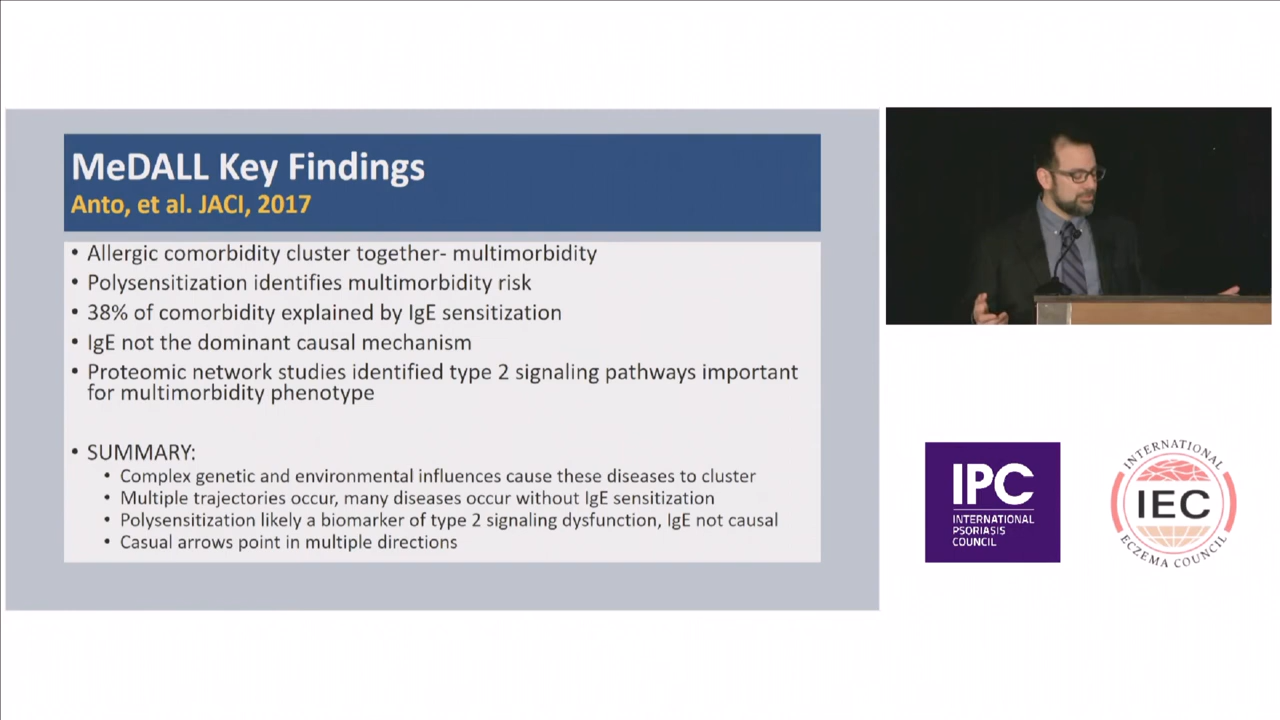 MeDALL Key Findings
Anto, et al. JACI, 2017
• Allergic comorbidity cluster together- multimorbidity
• Polysensitization identifies multimorbidity risk
• 38% of comorbidity explained by IgE sensitization
• IgE not the dominant causal mechanism
• Proteomic network studies identified type 2 signaling pathways important
for multimorbidity phenotype
• SUMMARY:
• Complex genetic and environmental influences cause these diseases to cluster
• Multiple trajectories occur, many diseases occur without IgE sensitization
• Polysensitization likely a biomarker of type 2 signaling dysfunction, IgE not causal
• Casual arrows point in multiple directions
IPC
INTERNATIONAL
PSORIASIS
COUNCIL
INTERNATIONAL
IEC
ECZEMA COUNCIL